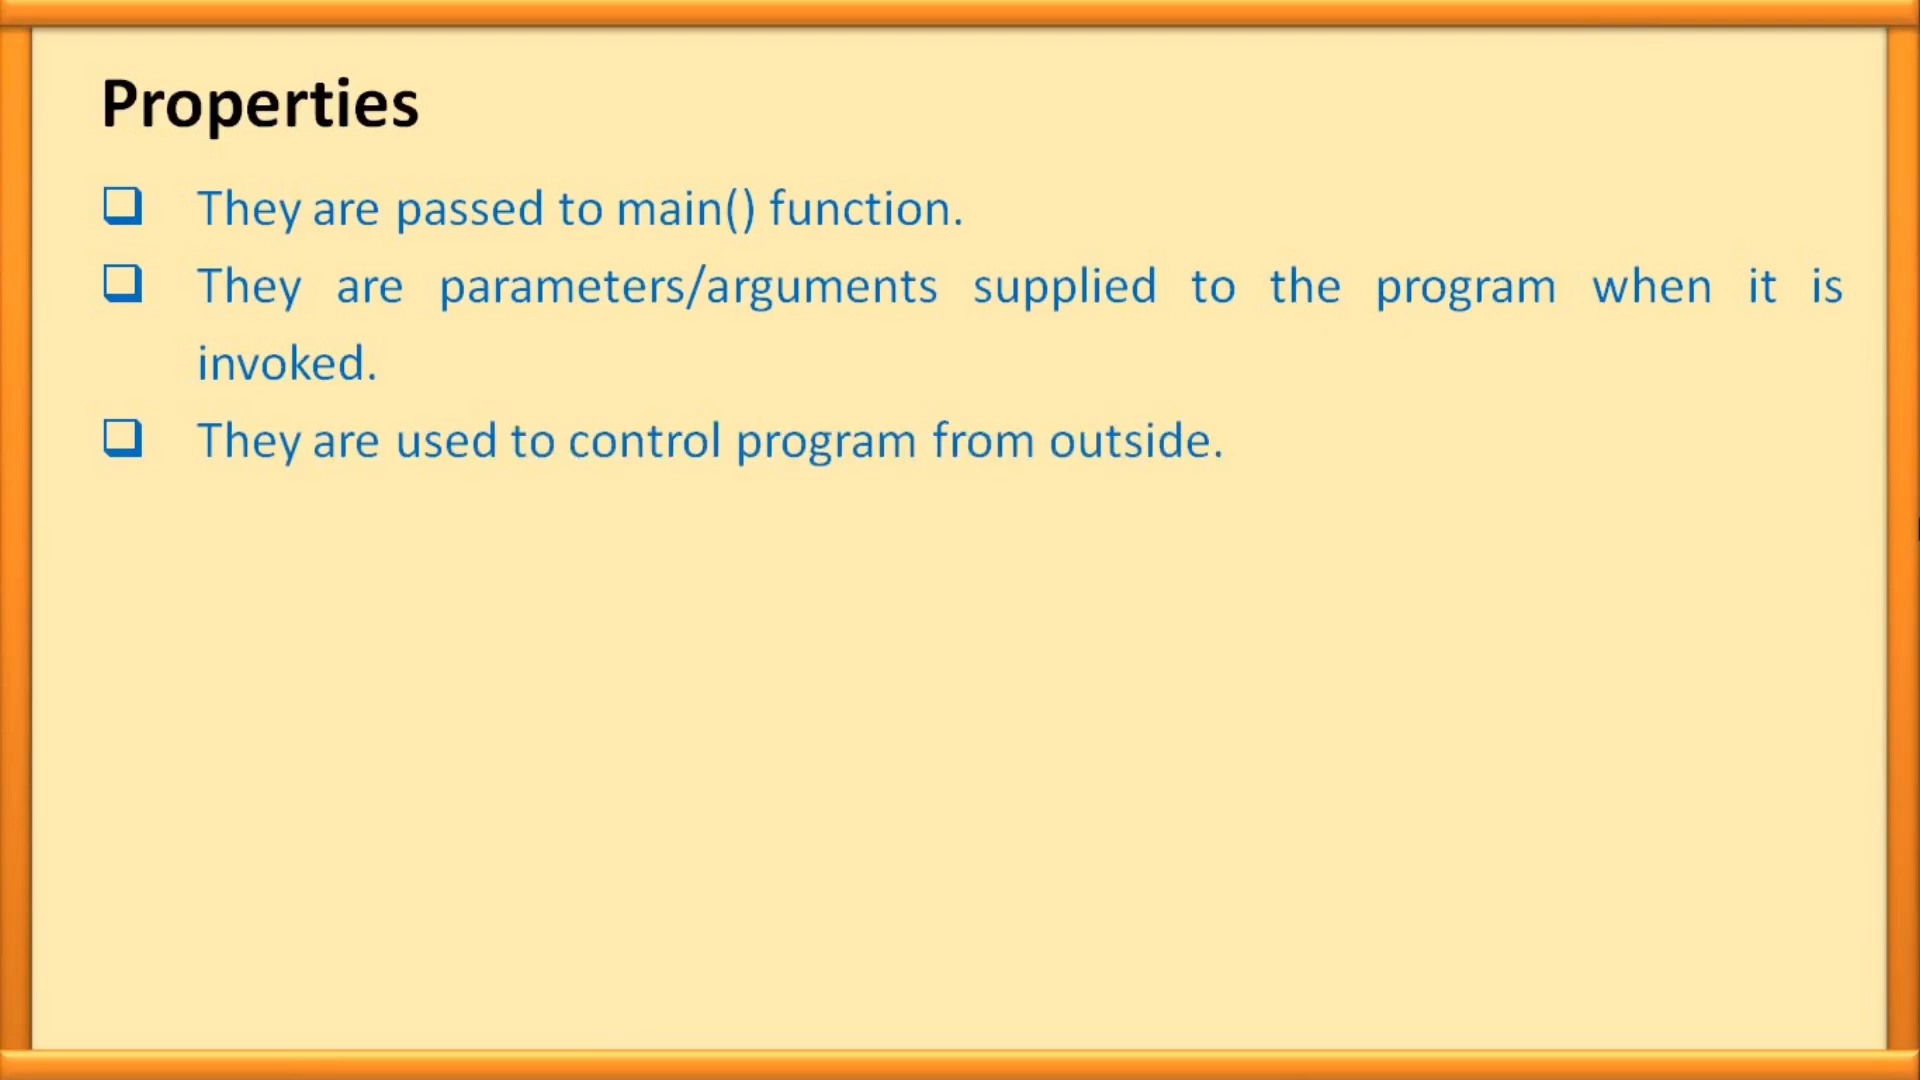 Properties
They are passed to main() function.
They are parameters/arguments supplied to the program when it is
invoked.
They are used to control program from outside.